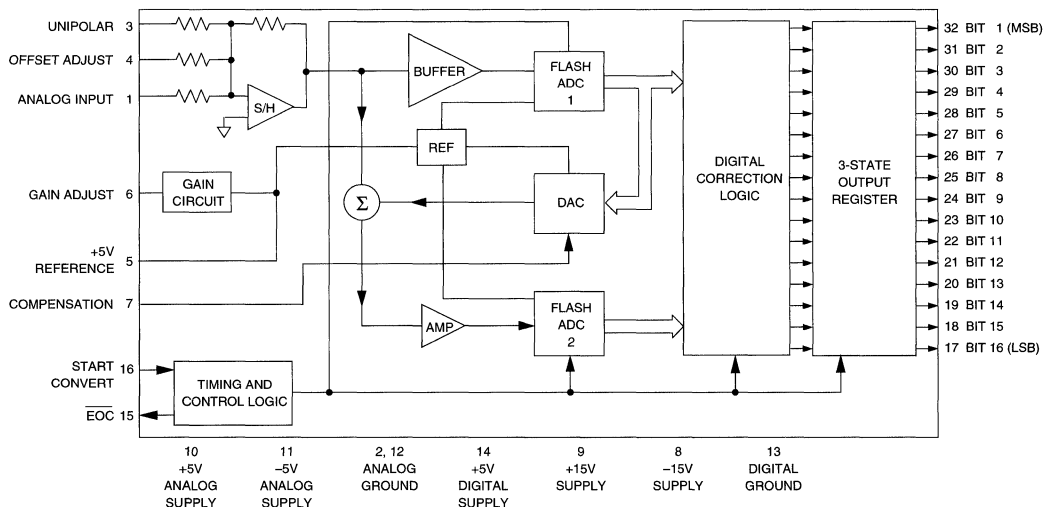 UNIPOLAR 3
OFFSET ADJUST 4
ANALOG INPUT 1
S/H
BUFFER
FLASH
ADC
1
REF
GAIN ADJUST 6
GAIN
CIRCUIT
Σ
DAC
+5V
REFERENCE 5
COMPENSATION 7
AMP
FLASH
ADC
2
START 16
CONVERT
EOC 15
TIMING AND
CONTROL LOGIC
DIGITAL
CORRECTION
LOGIC
3-STATE
OUTPUT
REGISTER
32 BIT 1 (MSB)
31 BIT 2
30 BIT 3
29 BIT 4
28 BIT 5
27 BIT 6
26 BIT 7
25 BIT 8
24 BIT 9
23 BIT 10
22 BIT 11
21 BIT 12
20 BIT 13
19 BIT 14
18 BIT 15
17 BIT 16 (LSB)
10
+5V
ANALOG
SUPPLY
11
–5V
ANALOG
SUPPLY
2, 12
ANALOG
GROUND
14
+5V
DIGITAL
SUPPLY
9
+15V
SUPPLY
8
–15V
SUPPLY
13
DIGITAL
GROUND